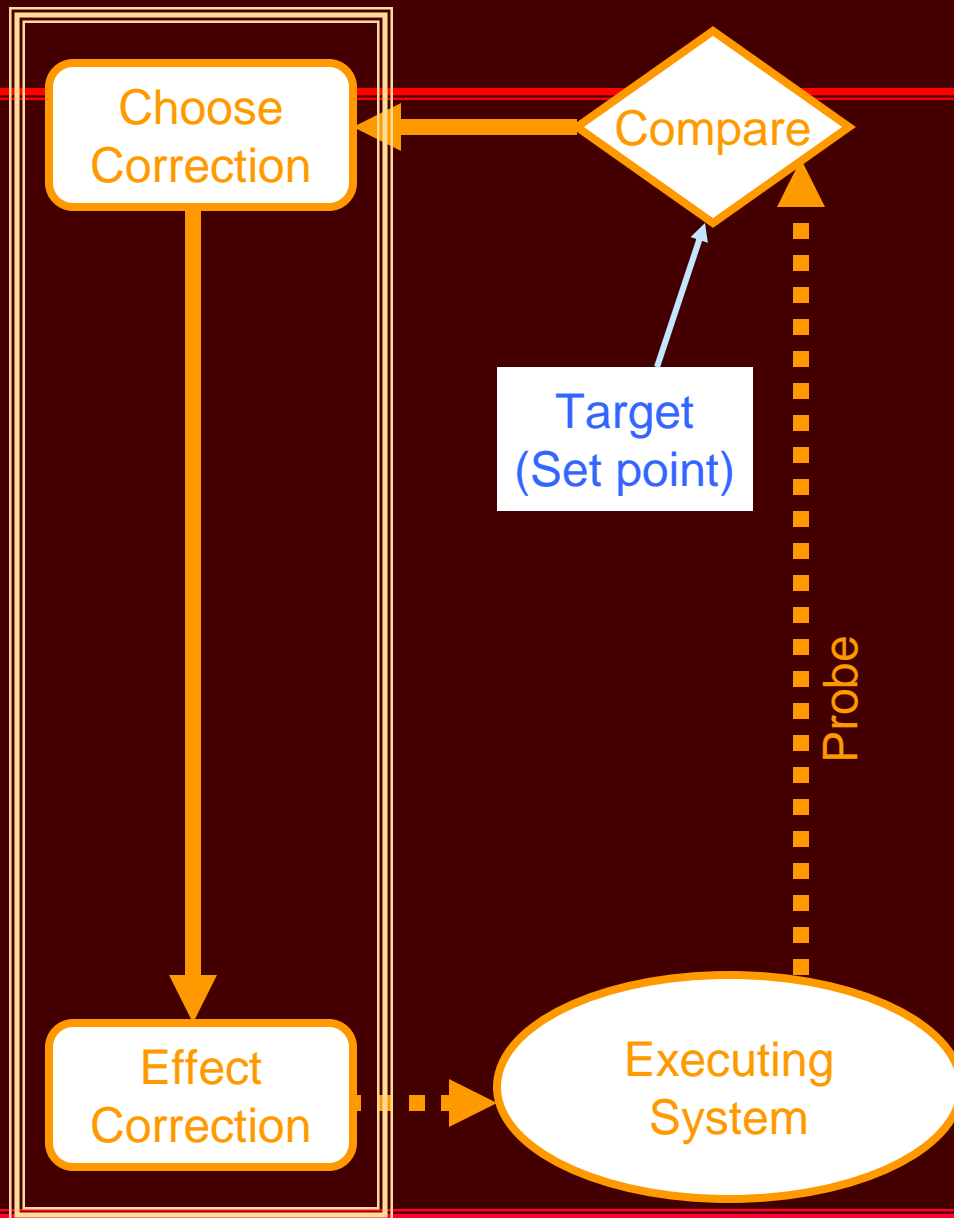 Choose
Correction
Compare
Target
(Set point)
Probe
Effect
Correction
Executing
System